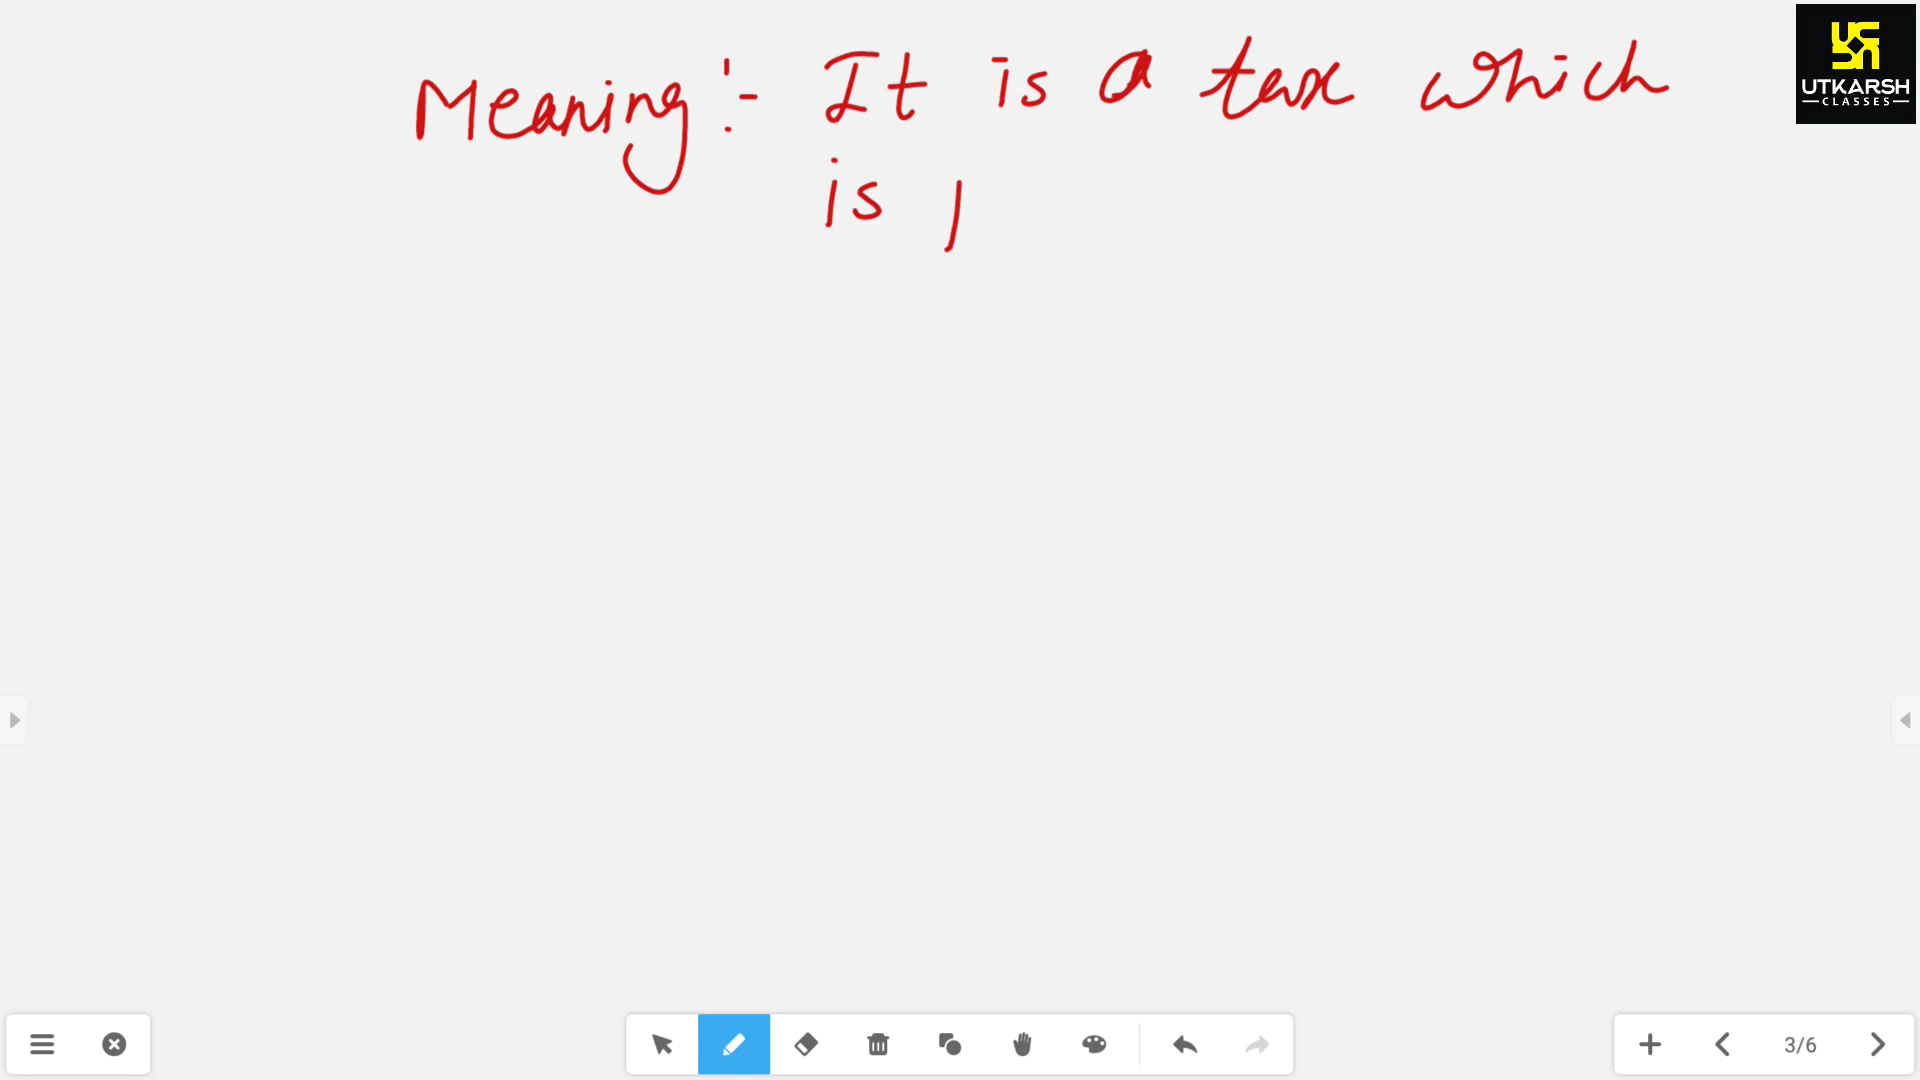 Meaning :- It is a tax which
is
UTKARSH
CLASSES
3/6